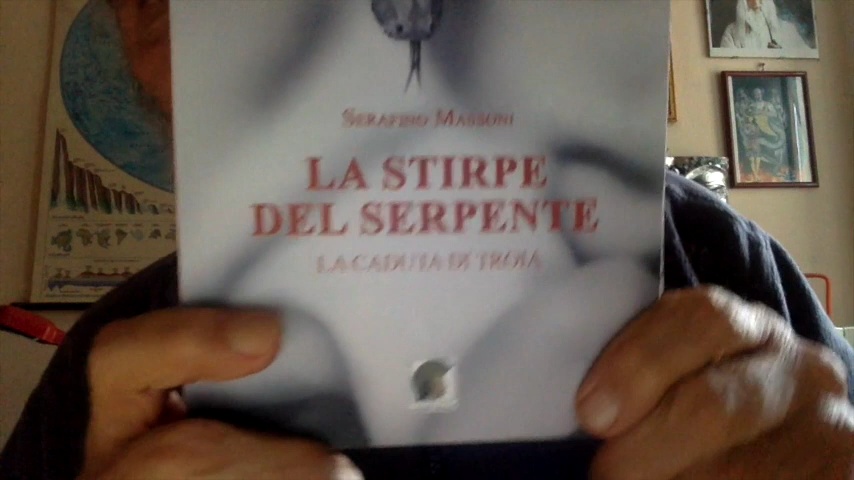 SERAFINO MASSONI
LA STIRPE
DEL SERPENTE
LA CADUTA DI TROIA